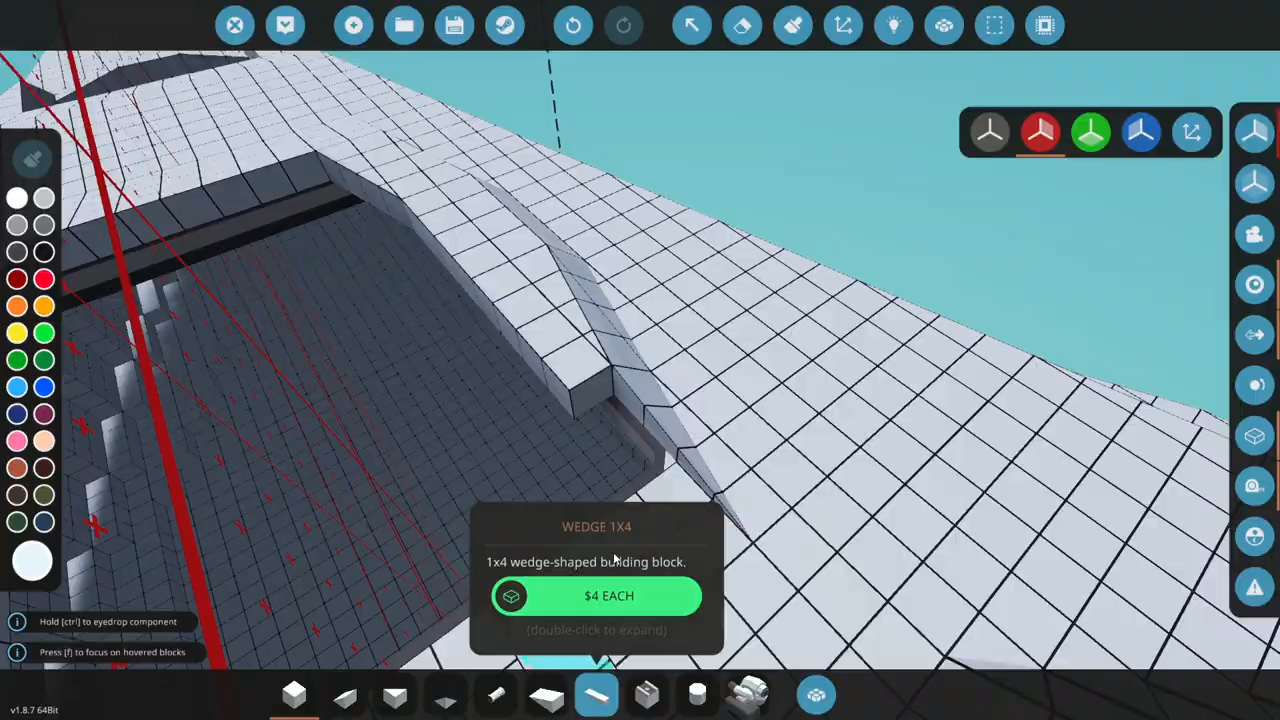 WEDGE 1X4
1x4 wedge-shaped building block.
$4 EACH
(double-click to expand)
Hold [ctrl] to eyedrop component
Press [f] to focus on hovered blocks
v1.8.7 64Bit